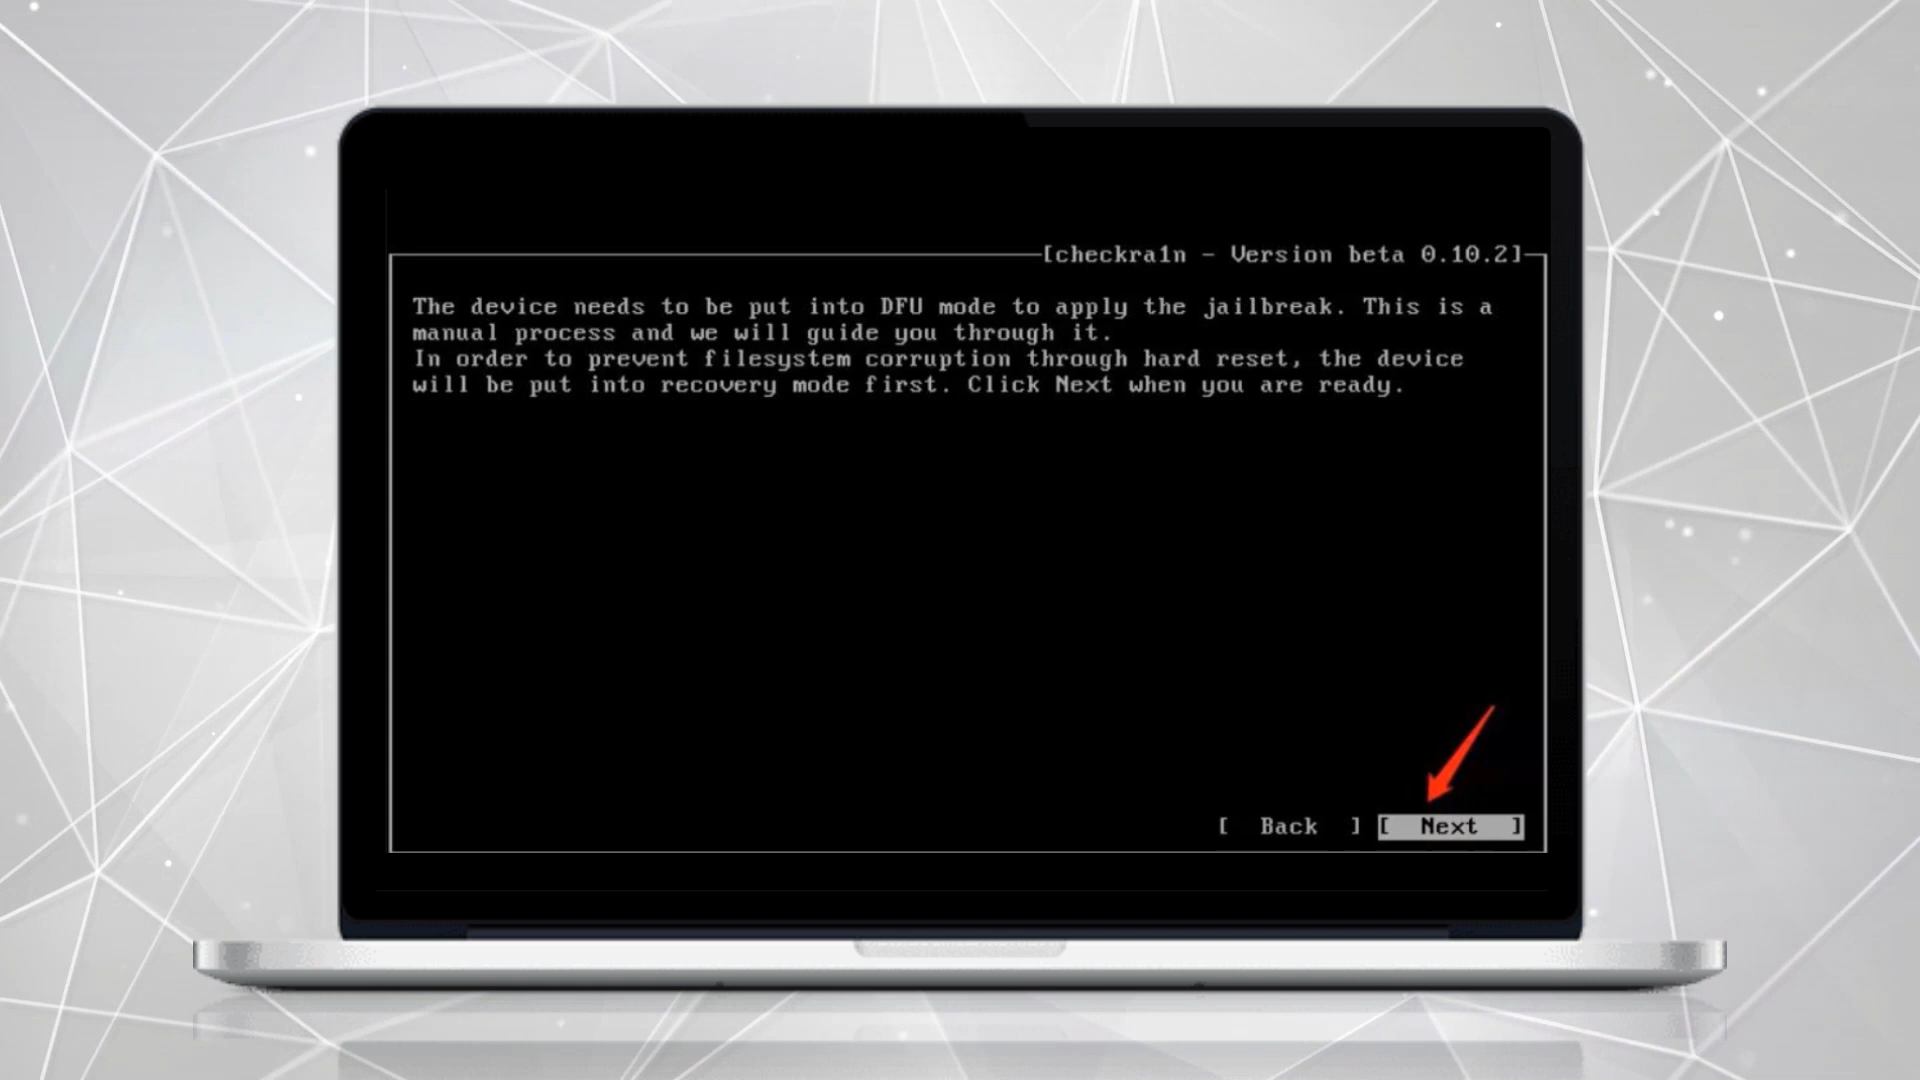 [checkra1n - Version beta 0.10.2]
The device needs to be put into DFU mode to apply the jailbreak. This is a
manual process and we will guide you through it.
In order to prevent filesystem corruption through hard reset, the device
will be put into recovery mode first. Click Next when you are ready.
[ Back ] [ Next ]